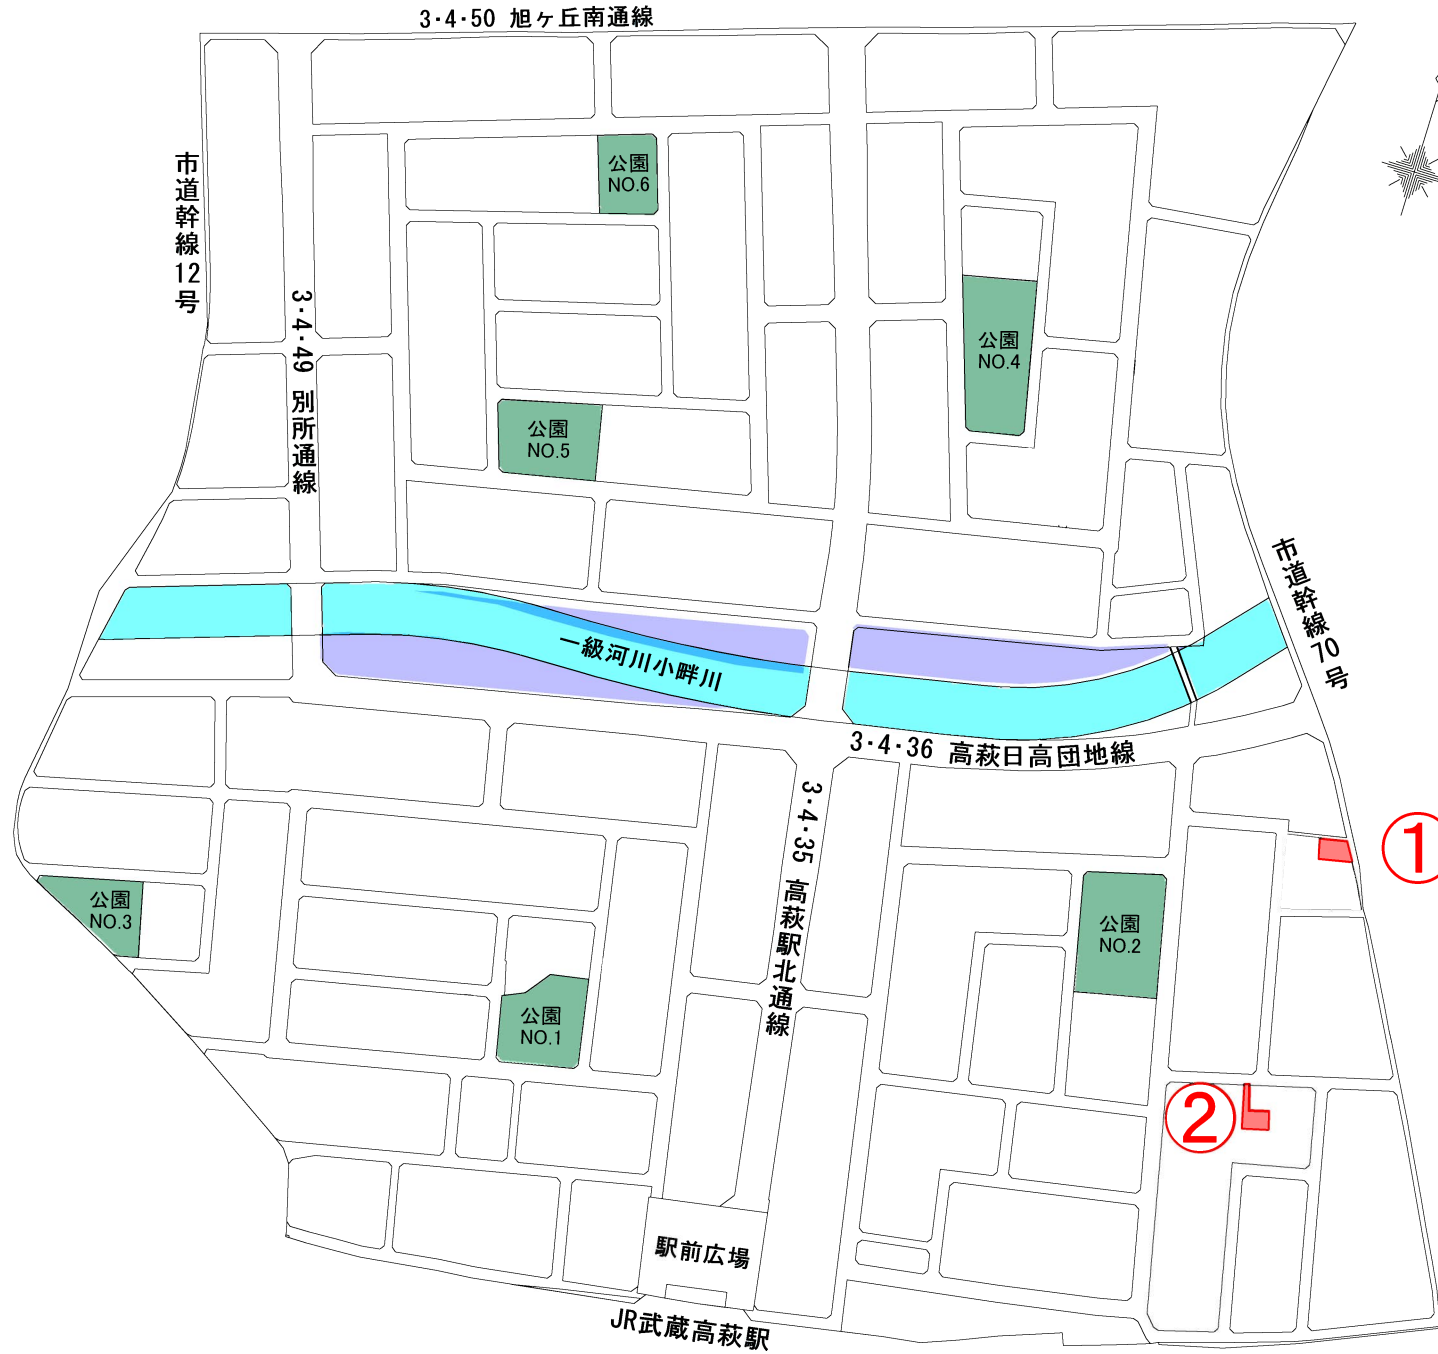 3・4・50 旭ヶ丘南通線
市道幹線12号
公園
NO.6
3・4・49 別所通線
公園
NO.4
公園
NO.5
市道幹線70号
一級河川小畔川
3・4・36 高萩日高団地線
3・4・35 高萩駅北通線
①
公園
NO.3
公園
NO.2
公園
NO.1
②
駅前広場
JR武蔵高萩駅